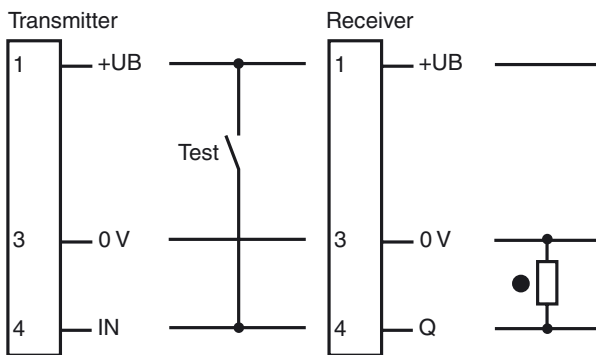 Transmitter
1 +UB
Test
3 0 V
4 IN
Receiver
1 +UB
3 0 V
4 Q